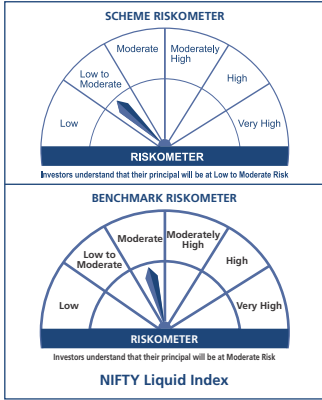 SCHEME RISKOMETER
Moderate
Moderately
High
Low to
Moderate
High
Low
Very High
RISKOMETER
Investors understand that their principal will be at Low to Moderate Risk
BENCHMARK RISKOMETER
Moderate
Moderately
High
Low to
Moderate
High
Low
Very High
RISKOMETER
Investors understand that their principal will be at Moderate Risk
NIFTY Liquid Index